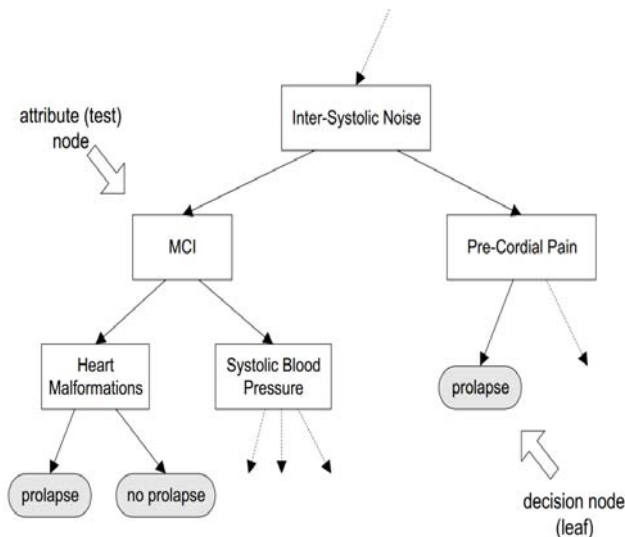 Inter-Systolic Noise
attribute (test)
node
MCI
Pre-Cordial Pain
Heart
Malformations
Systolic Blood
Pressure
prolapse
prolapse
no prolapse
decision node
(leaf)